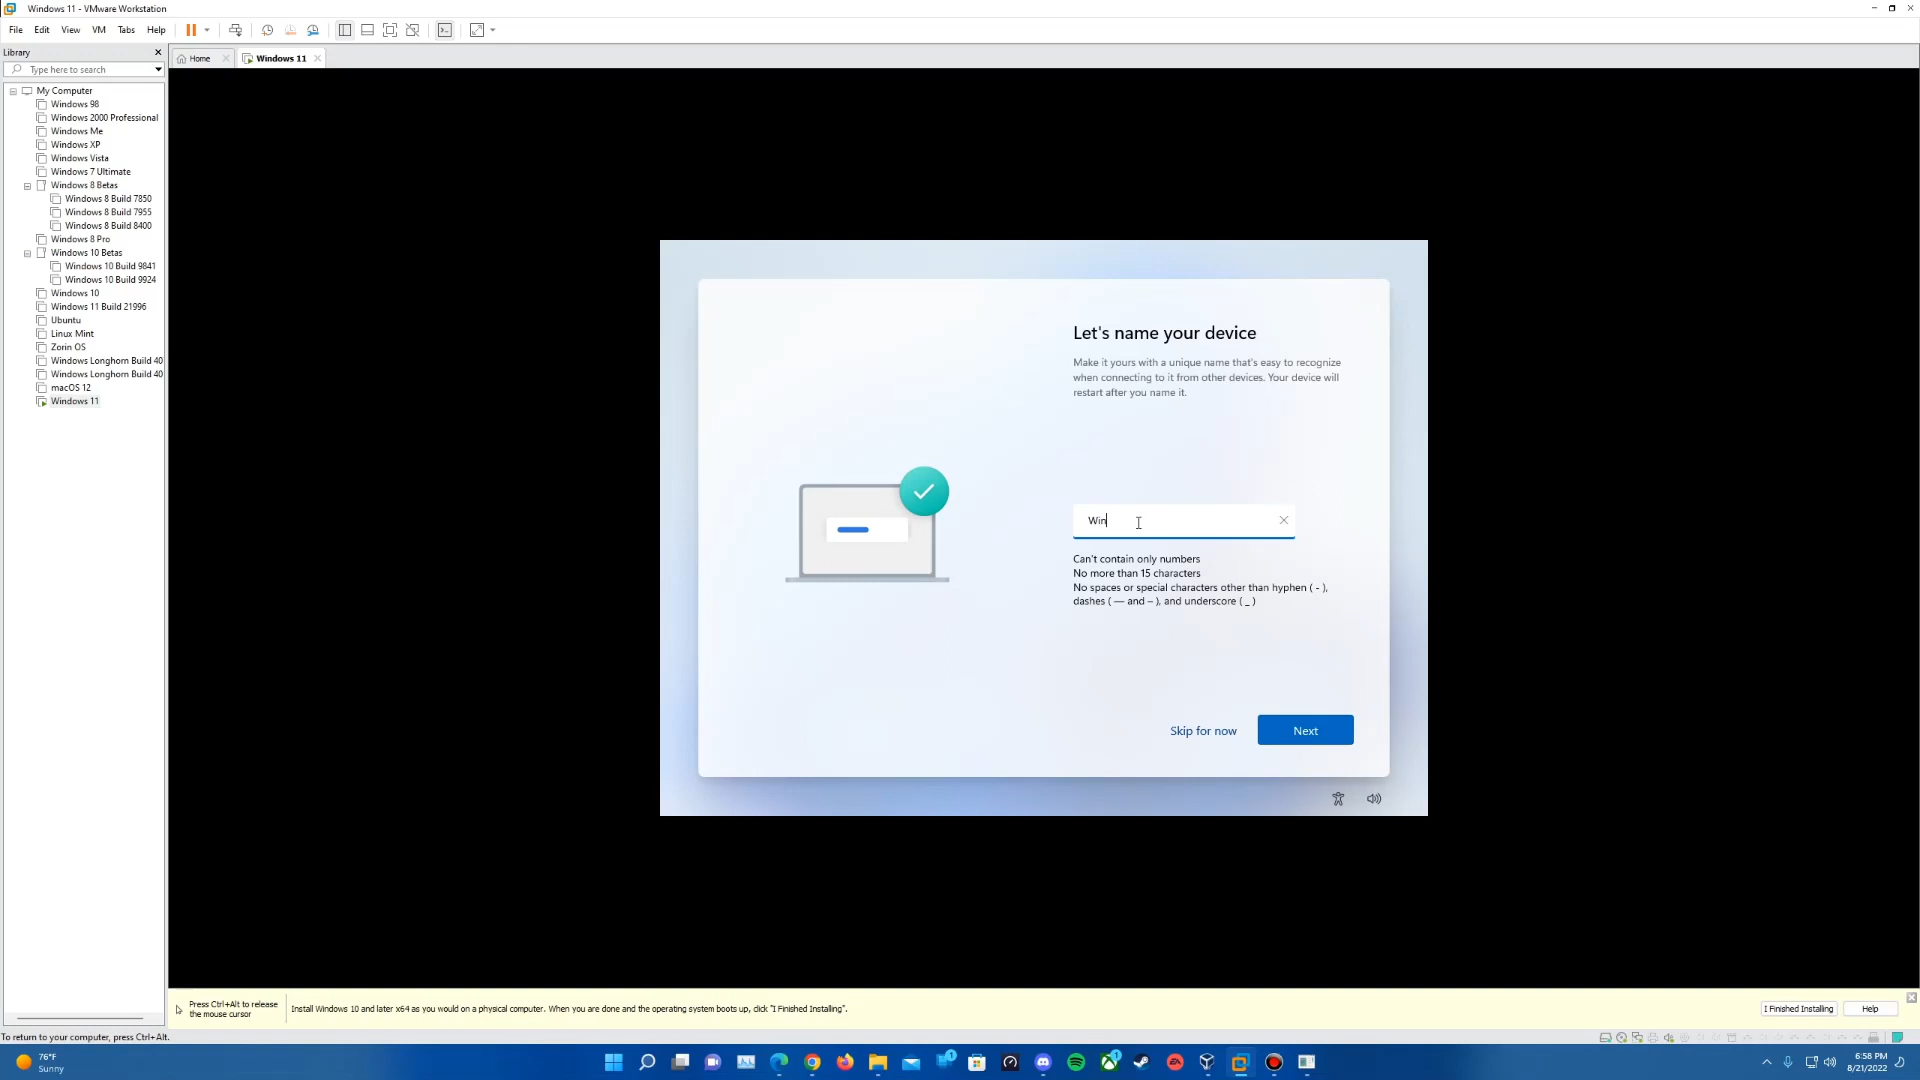 Windows 11 - VMware Workstation
File Edit View VM Tabs Help
Library
Type here to search
Home
Windows 11
My Computer
Windows 98
Windows 2000 Professional
Windows Me
Windows XP
Windows Vista
Windows 7 Ultimate
Windows 8 Betas
Windows 8 Build 7850
Windows 8 Build 7955
Windows 8 Build 8400
Windows 8 Pro
Windows 10 Betas
Windows 10 Build 9841
Windows 10 Build 9924
Windows 10
Windows 11 Build 21996
Ubuntu
Linux Mint
Zorin OS
Windows Longhorn Build 40
Windows Longhorn Build 40
macOS 12
Windows 11
Let's name your device
Make it yours with a unique name that's easy to recognize
when connecting to it from other devices. Your device will
restart after you name it.
Win
Can't contain only numbers
No more than 15 characters
No spaces or special characters other than hyphen ( - ),
dashes ( — and – ), and underscore ( _ )
Skip for now
Next
Press Ctrl+Alt to release
the mouse cursor
Install Windows 10 and later x64 as you would on a physical computer. When you are done and the operating system boots up, click "I Finished Installing".
I Finished Installing
Help
To return to your computer, press Ctrl+Alt.
76°F
Sunny
1
1
EA
6:58 PM
8/21/2022